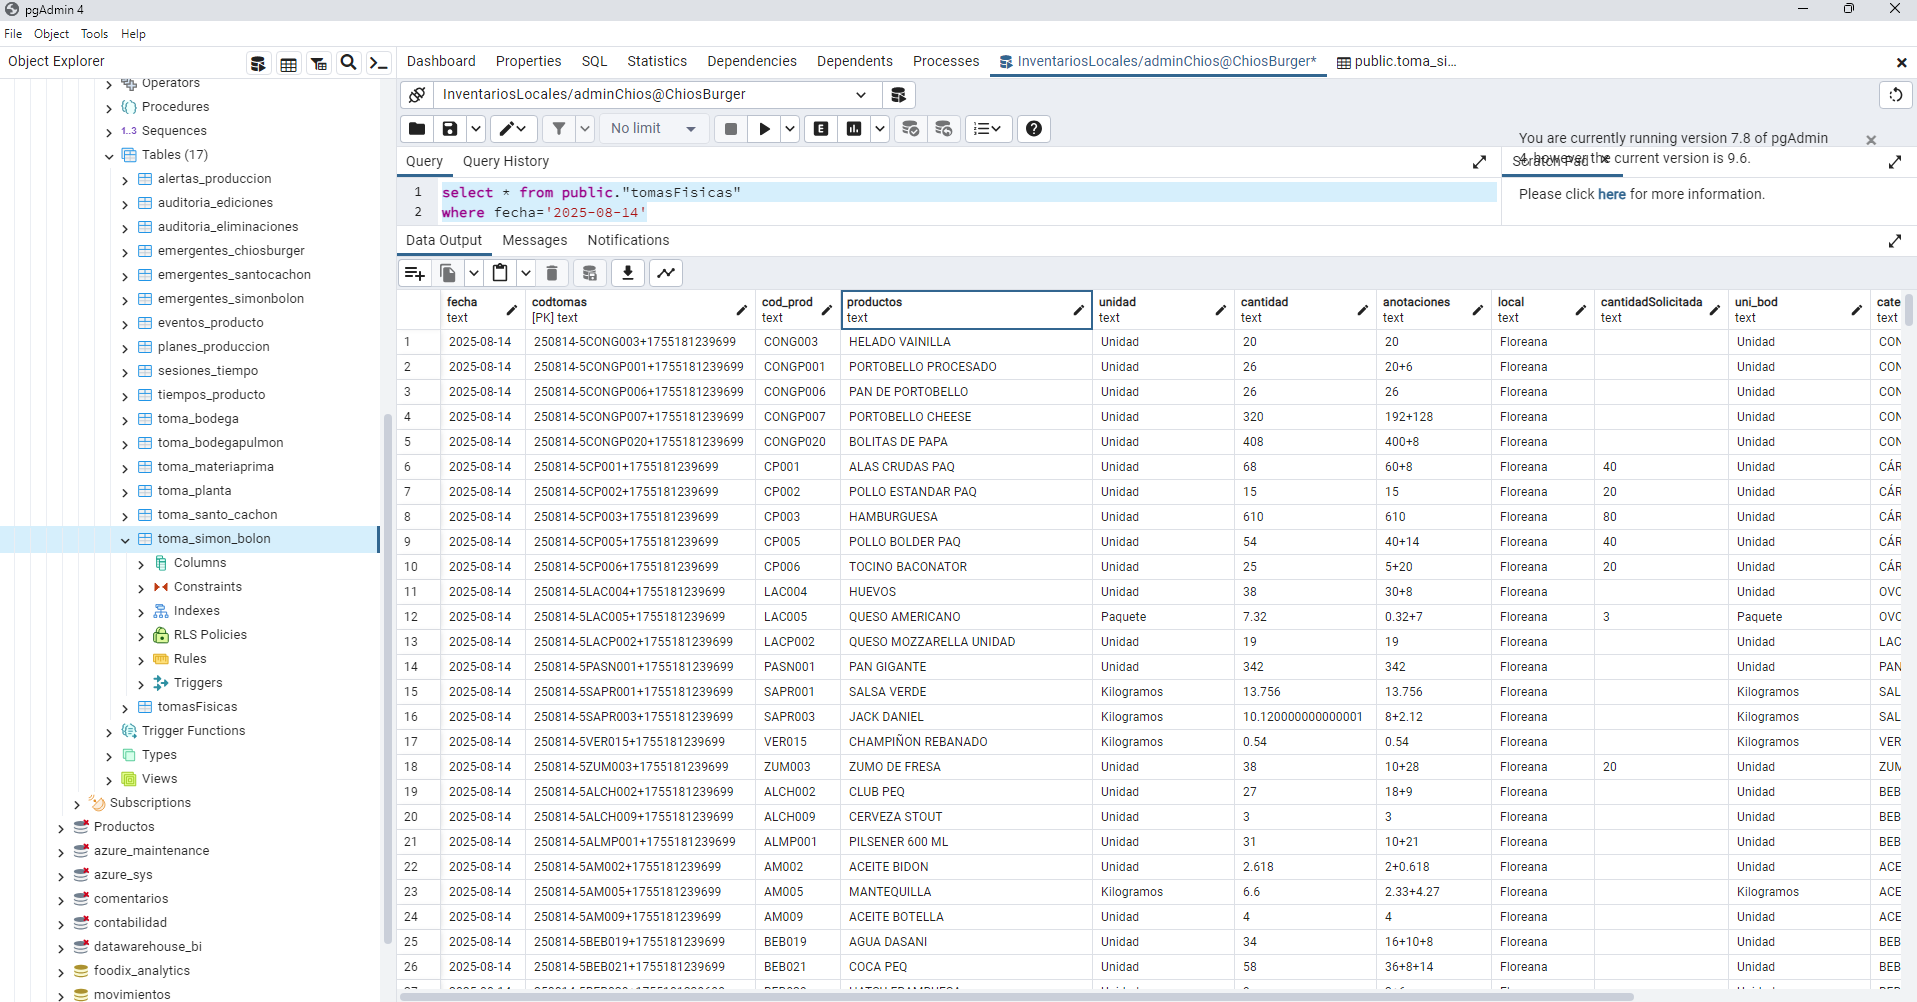 pgAdmin 4
File Object Tools Help
Object Explorer
Operators
Procedures
1..3 Sequences
Tables (17)
alertas_produccion
auditoria_ediciones
auditoria_eliminaciones
emergentes_chiosburger
emergentes_santocachon
emergentes_simonbolon
eventos_producto
planes_produccion
sesiones_tiempo
tiempos_producto
toma_bodega
toma_bodegapulmon
toma_materiaprima
toma_planta
toma_santo_cachon
toma_simon_bolon
Columns
Constraints
Indexes
RLS Policies
Rules
Triggers
tomasFisicas
Trigger Functions
Types
Views
Subscriptions
Productos
azure_maintenance
azure_sys
comentarios
contabilidad
datawarehouse_bi
foodix_analytics
movimientos
Dashboard Properties SQL Statistics Dependencies Dependents Processes InventariosLocales/adminChios@ChiosBurger* public.toma_si...
InventariosLocales/adminChios@ChiosBurger
No limit E
You are currently running version 7.8 of pgAdmin
4, however the current version is 9.6.
Please click here for more information.
Query Query History
Scratch Pad
1 select * from public."tomasFisicas"
2 where fecha='2025-08-14'
Data Output Messages Notifications
fecha text codtomas [PK] text cod_prod text productos text unidad text cantidad text anotaciones text local text cantidadSolicitada text uni_bod text cate text
1 2025-08-14 250814-5CONG003+1755181239699 CONG003 HELADO VAINILLA Unidad 20 20 Floreana Unidad CON
2 2025-08-14 250814-5CONGP001+1755181239699 CONGP001 PORTOBELLO PROCESADO Unidad 26 20+6 Floreana Unidad CON
3 2025-08-14 250814-5CONGP006+1755181239699 CONGP006 PAN DE PORTOBELLO Unidad 26 26 Floreana Unidad CON
4 2025-08-14 250814-5CONGP007+1755181239699 CONGP007 PORTOBELLO CHEESE Unidad 320 192+128 Floreana Unidad CON
5 2025-08-14 250814-5CONGP020+1755181239699 CONGP020 BOLITAS DE PAPA Unidad 408 400+8 Floreana Unidad CON
6 2025-08-14 250814-5CP001+1755181239699 CP001 ALAS CRUDAS PAQ Unidad 68 60+8 Floreana 40 Unidad CÁR
7 2025-08-14 250814-5CP002+1755181239699 CP002 POLLO ESTANDAR PAQ Unidad 15 15 Floreana 20 Unidad CÁR
8 2025-08-14 250814-5CP003+1755181239699 CP003 HAMBURGUESA Unidad 610 610 Floreana 80 Unidad CÁR
9 2025-08-14 250814-5CP005+1755181239699 CP005 POLLO BOLDER PAQ Unidad 54 40+14 Floreana 40 Unidad CÁR
10 2025-08-14 250814-5CP006+1755181239699 CP006 TOCINO BACONATOR Unidad 25 5+20 Floreana 20 Unidad CÁR
11 2025-08-14 250814-5LAC004+1755181239699 LAC004 HUEVOS Unidad 38 30+8 Floreana Unidad OVO
12 2025-08-14 250814-5LAC005+1755181239699 LAC005 QUESO AMERICANO Paquete 7.32 0.32+7 Floreana 3 Paquete OVO
13 2025-08-14 250814-5LACP002+1755181239699 LACP002 QUESO MOZZARELLA UNIDAD Unidad 19 19 Floreana Unidad LAC
14 2025-08-14 250814-5PASN001+1755181239699 PASN001 PAN GIGANTE Unidad 342 342 Floreana Unidad PAN
15 2025-08-14 250814-5SAPR001+1755181239699 SAPR001 SALSA VERDE Kilogramos 13.756 13.756 Floreana Kilogramos SAL
16 2025-08-14 250814-5SAPR003+1755181239699 SAPR003 JACK DANIEL Kilogramos 10.120000000000001 8+2.12 Floreana Kilogramos SAL
17 2025-08-14 250814-5VER015+1755181239699 VER015 CHAMPIÑON REBANADO Kilogramos 0.54 0.54 Floreana Kilogramos VER
18 2025-08-14 250814-5ZUM003+1755181239699 ZUM003 ZUMO DE FRESA Unidad 38 10+28 Floreana 20 Unidad ZUM
19 2025-08-14 250814-5ALCH002+1755181239699 ALCH002 CLUB PEQ Unidad 27 18+9 Floreana Unidad BEB
20 2025-08-14 250814-5ALCH009+1755181239699 ALCH009 CERVEZA STOUT Unidad 3 3 Floreana Unidad BEB
21 2025-08-14 250814-5ALMP001+1755181239699 ALMP001 PILSENER 600 ML Unidad 31 10+21 Floreana Unidad BEB
22 2025-08-14 250814-5AM002+1755181239699 AM002 ACEITE BIDON Unidad 2.618 2+0.618 Floreana Unidad ACE
23 2025-08-14 250814-5AM005+1755181239699 AM005 MANTEQUILLA Kilogramos 6.6 2.33+4.27 Floreana Kilogramos ACE
24 2025-08-14 250814-5AM009+1755181239699 AM009 ACEITE BOTELLA Unidad 4 4 Floreana Unidad ACE
25 2025-08-14 250814-5BEB019+1755181239699 BEB019 AGUA DASANI Unidad 34 16+10+8 Floreana Unidad BEB
26 2025-08-14 250814-5BEB021+1755181239699 BEB021 COCA PEQ Unidad 58 36+8+14 Floreana Unidad BEB